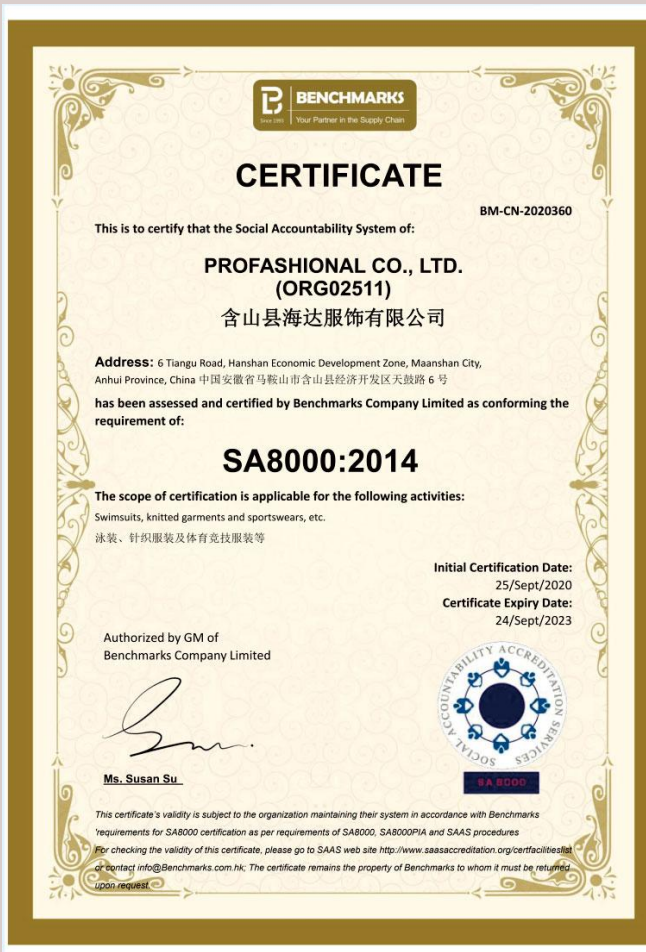 BENCHMARKS
Since 1993
Your Partner in the Supply Chain
CERTIFICATE
BM-CN-2020360
This is to certify that the Social Accountability System of:
PROFASHIONAL CO., LTD.
(ORG02511)
含山县海达服饰有限公司
Address: 6 Tiangu Road, Hanshan Economic Development Zone, Maanshan City,
Anhui Province, China 中国安徽省马鞍山市含山县经济开发区天鼓路 6 号
has been assessed and certified by Benchmarks Company Limited as conforming the
requirement of:
SA8000:2014
The scope of certification is applicable for the following activities:
Swimsuits, knitted garments and sportswears, etc.
泳装、针织服装及体育竞技服装等
Initial Certification Date:
25/Sept/2020
Certificate Expiry Date:
24/Sept/2023
Authorized by GM of
Benchmarks Company Limited
SOCIAL ACCOUNTABILITY ACCREDITATION SERVICES
SA 8000
Ms. Susan Su
This certificate's validity is subject to the organization maintaining their system in accordance with Benchmarks
'requirements for SA8000 certification as per requirements of SA8000, SA8000PIA and SAAS procedures
For checking the validity of this certificate, please go to SAAS web site http://www.saasaccreditation.org/certfacilitieslist
or contact info@Benchmarks.com.hk; The certificate remains the property of Benchmarks to whom it must be returned
upon request.